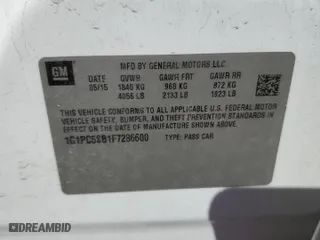 GM
MFD BY GENERAL MOTORS LLC
DATE GVWR GAWR FRT GAWR RR
05/15 1840 KG 968 KG 872 KG
4056 LB 2133 LB 1923 LB
THIS VEHICLE CONFORMS TO ALL APPLICABLE U.S. FEDERAL MOTOR
VEHICLE SAFETY, BUMPER, AND THEFT PREVENTION STANDARDS
IN EFFECT ON THE DATE OF MANUFACTURE SHOWN ABOVE.
TYPE: PASS CAR